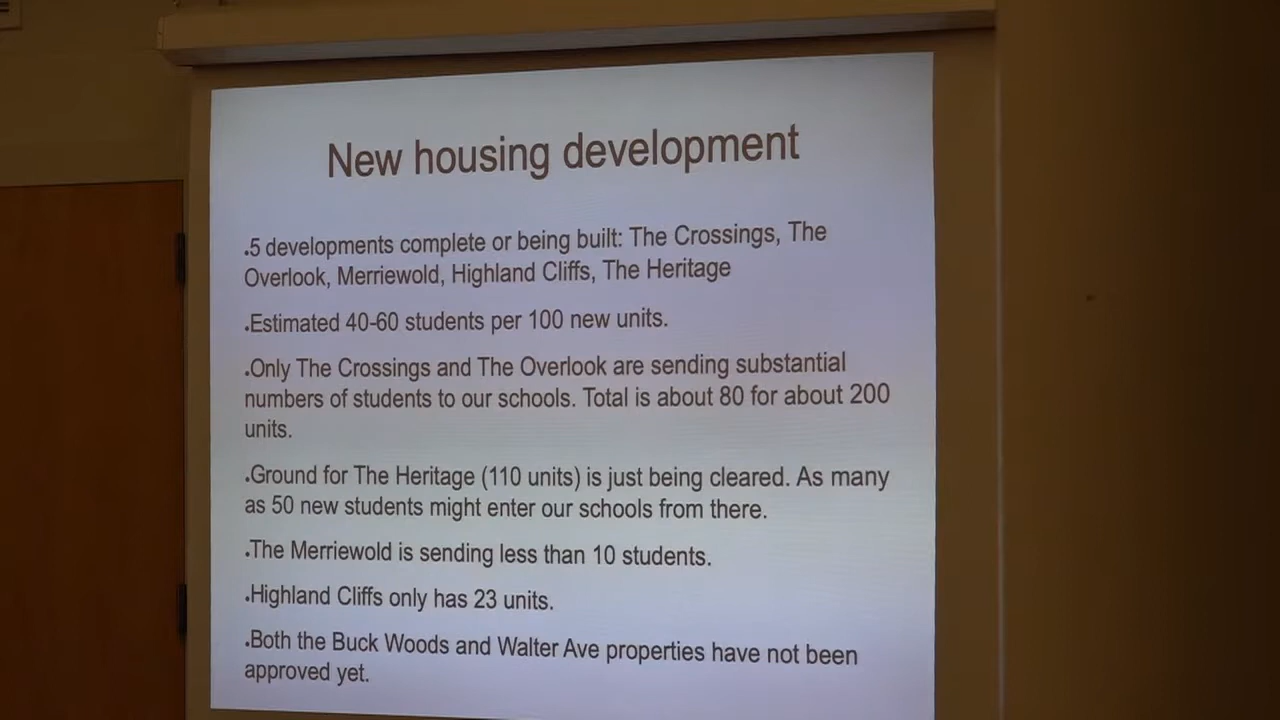 New housing development
.5 developments complete or being built: The Crossings, The
Overlook, Merriewold, Highland Cliffs, The Heritage
.Estimated 40-60 students per 100 new units.
.Only The Crossings and The Overlook are sending substantial
numbers of students to our schools. Total is about 80 for about 200
units.
.Ground for The Heritage (110 units) is just being cleared. As many
as 50 new students might enter our schools from there.
.The Merriewold is sending less than 10 students.
.Highland Cliffs only has 23 units.
.Both the Buck Woods and Walter Ave properties have not been
approved yet.